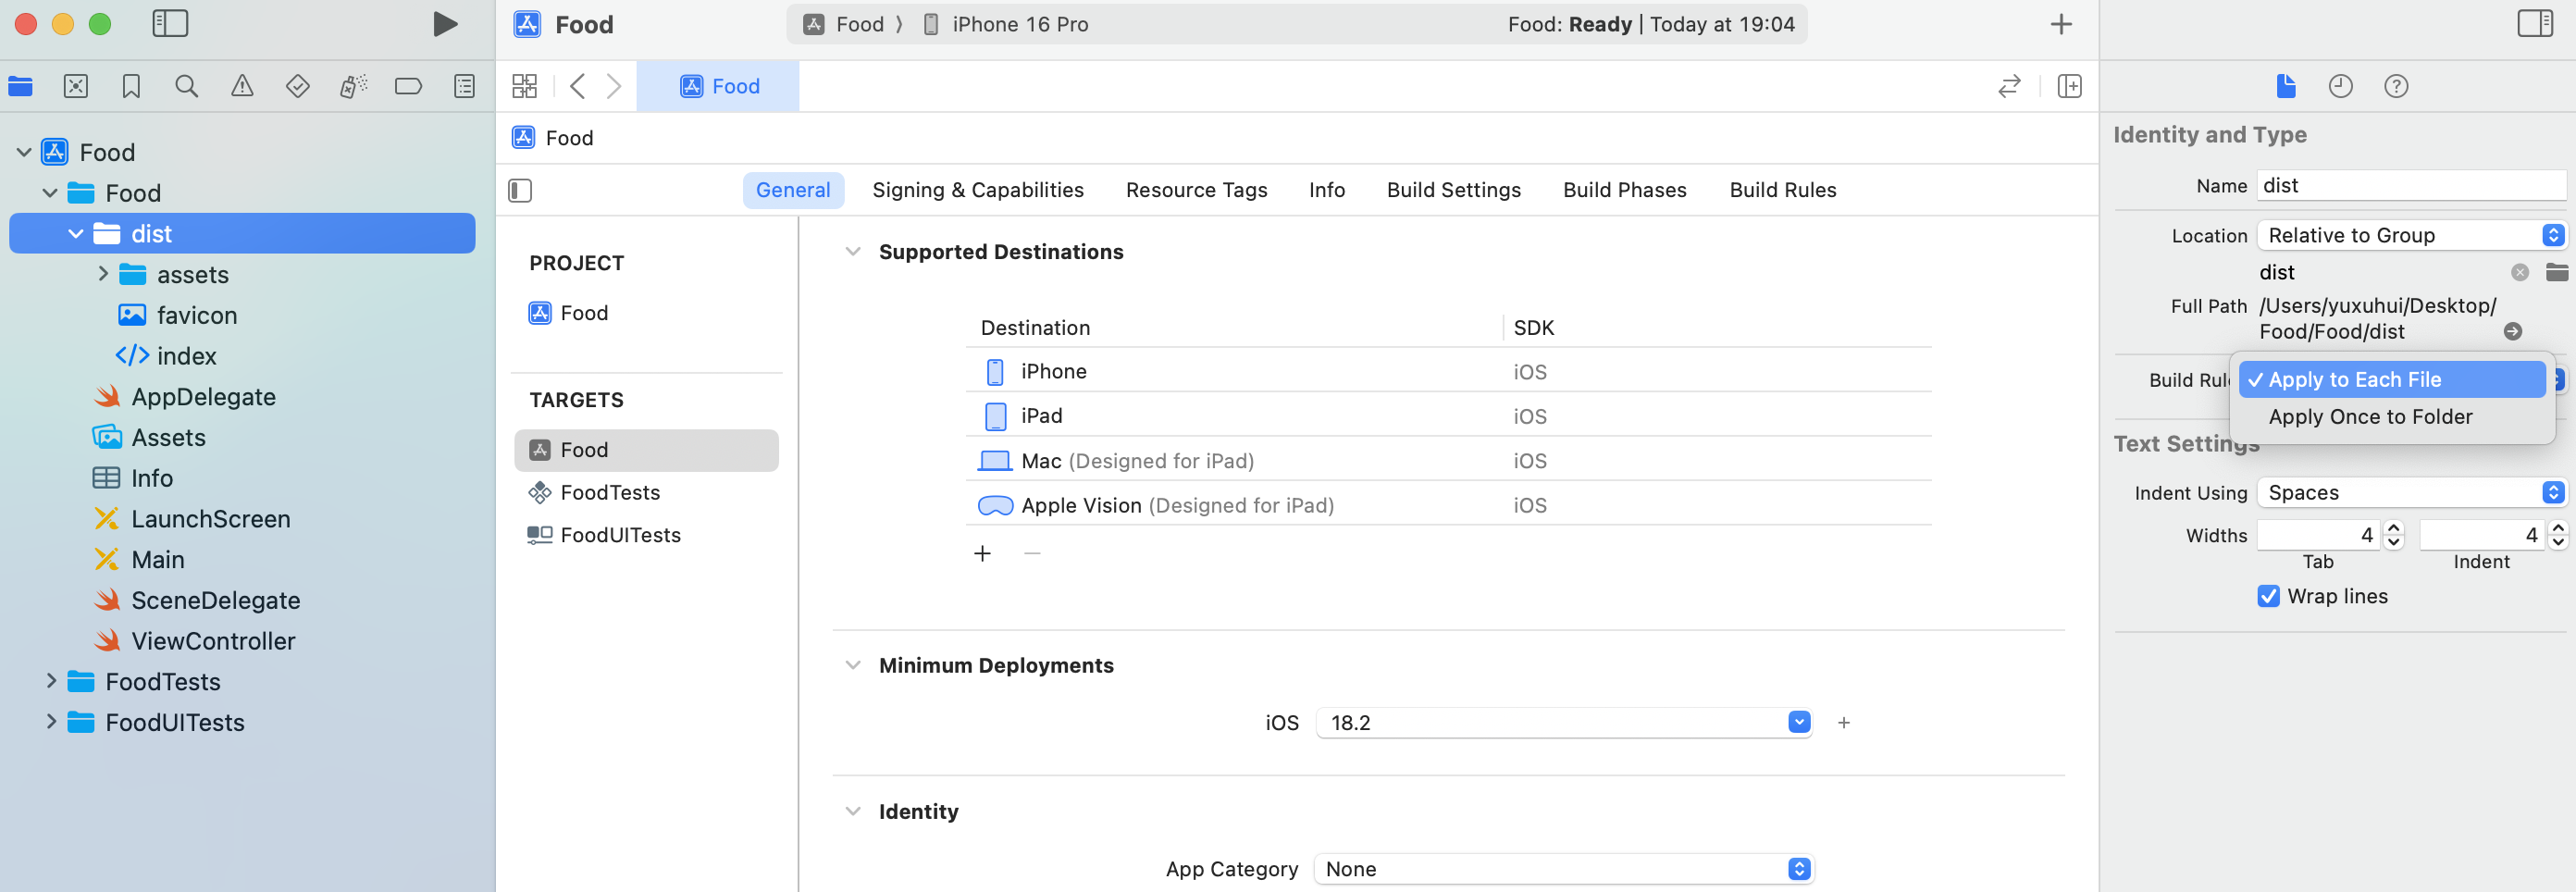 Food
Food
iPhone 16 Pro
Food: Ready | Today at 19:04
Food
Food
Food
dist
assets
favicon
index
AppDelegate
Assets
Info
LaunchScreen
Main
SceneDelegate
ViewController
FoodTests
FoodUITests
Food
Food
General
Signing & Capabilities
Resource Tags
Info
Build Settings
Build Phases
Build Rules
PROJECT
Food
TARGETS
Food
FoodTests
FoodUITests
Supported Destinations
Destination
SDK
iPhone
iOS
iPad
iOS
Mac (Designed for iPad)
iOS
Apple Vision (Designed for iPad)
iOS
Minimum Deployments
iOS
18.2
Identity
App Category
None
Identity and Type
Name
dist
Location
Relative to Group
dist
Full Path
/Users/yuxuhui/Desktop/
Food/Food/dist
Build
Apply to Each File
Apply Once to Folder
Text Settings
Indent Using
Spaces
Widths
4
4
Tab
Indent
Wrap lines